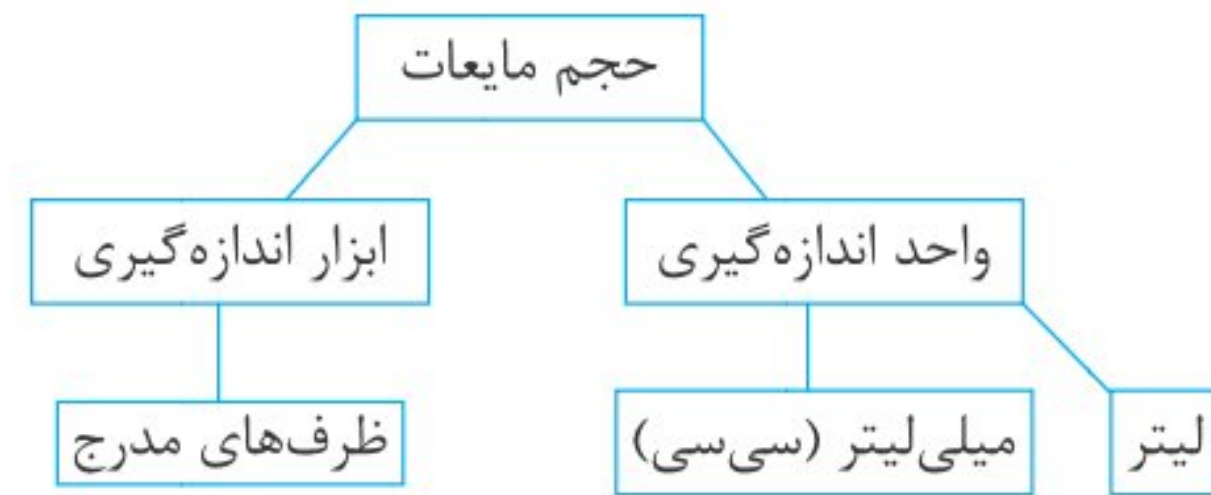 حجم مایعات
واحد اندازه‌گیری
ابزار اندازه‌گیری
لیتر
میلی‌لیتر (سی‌سی)
ظرف‌های مدرج